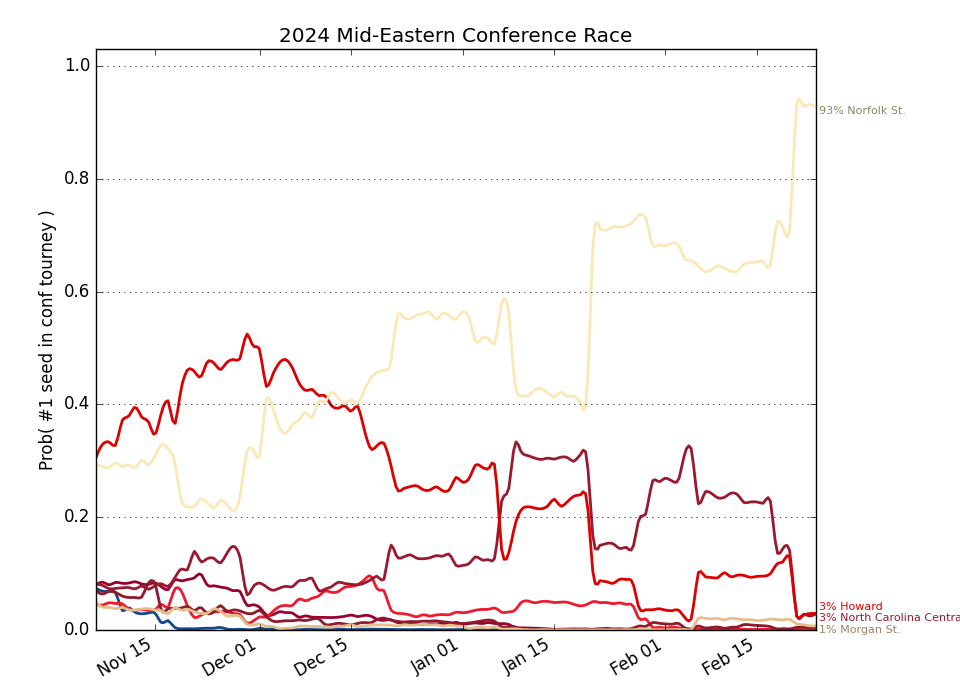 2024 Mid-Eastern Conference Race
Prob( #1 seed in conf tourney )
1.0
0.8
0.6
0.4
0.2
0.0
93% Norfolk St.
3% Howard
3% North Carolina Centra
1% Morgan St.
Nov 15
Dec 01
Dec 15
Jan 01
Jan 15
Feb 01
Feb 15